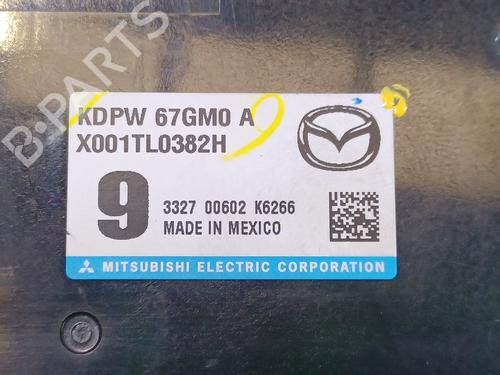 B-PARTS
KDPW 67GM0 A
X001TL0382H
9
3327 00602 K6266
MADE IN MEXICO
MITSUBISHI ELECTRIC CORPORATION